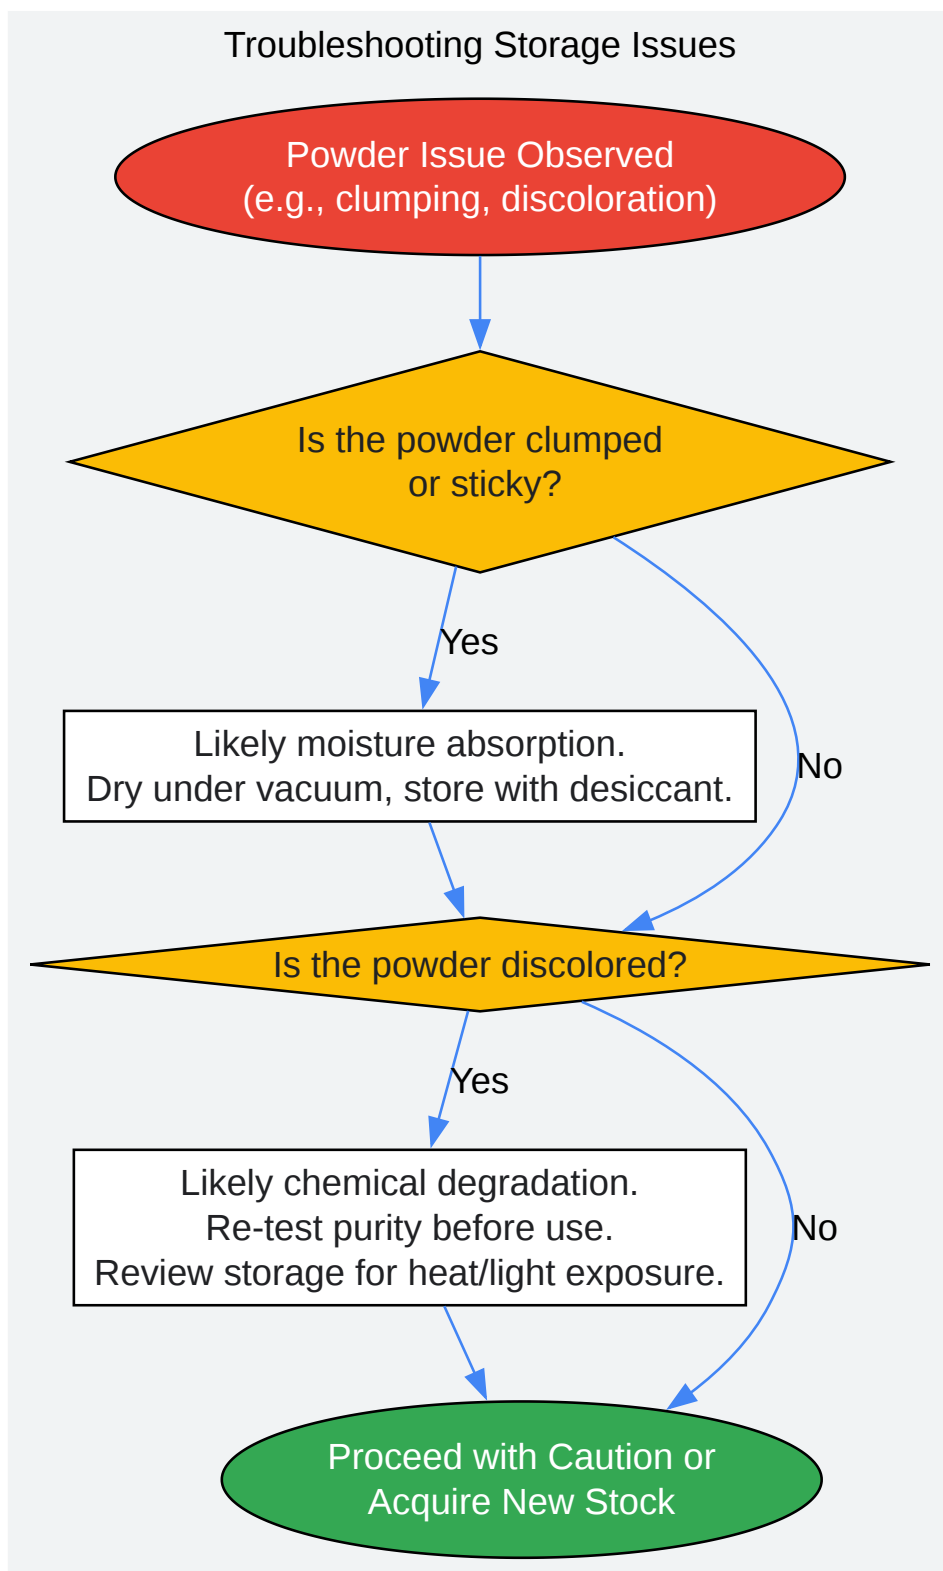 Troubleshooting Storage Issues
Powder Issue Observed
(e.g., clumping, discoloration)
Is the powder clumped
or sticky?
Yes
Likely moisture absorption.
Dry under vacuum, store with desiccant.
No
Is the powder discolored?
Yes
Likely chemical degradation.
Re-test purity before use.
Review storage for heat/light exposure.
No
Proceed with Caution or
Acquire New Stock